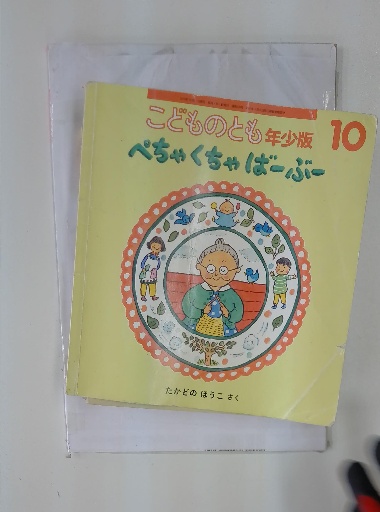 こどものとも 年少版 10
ぺちゃくちゃばーぶー
たかどの ほうこ さく